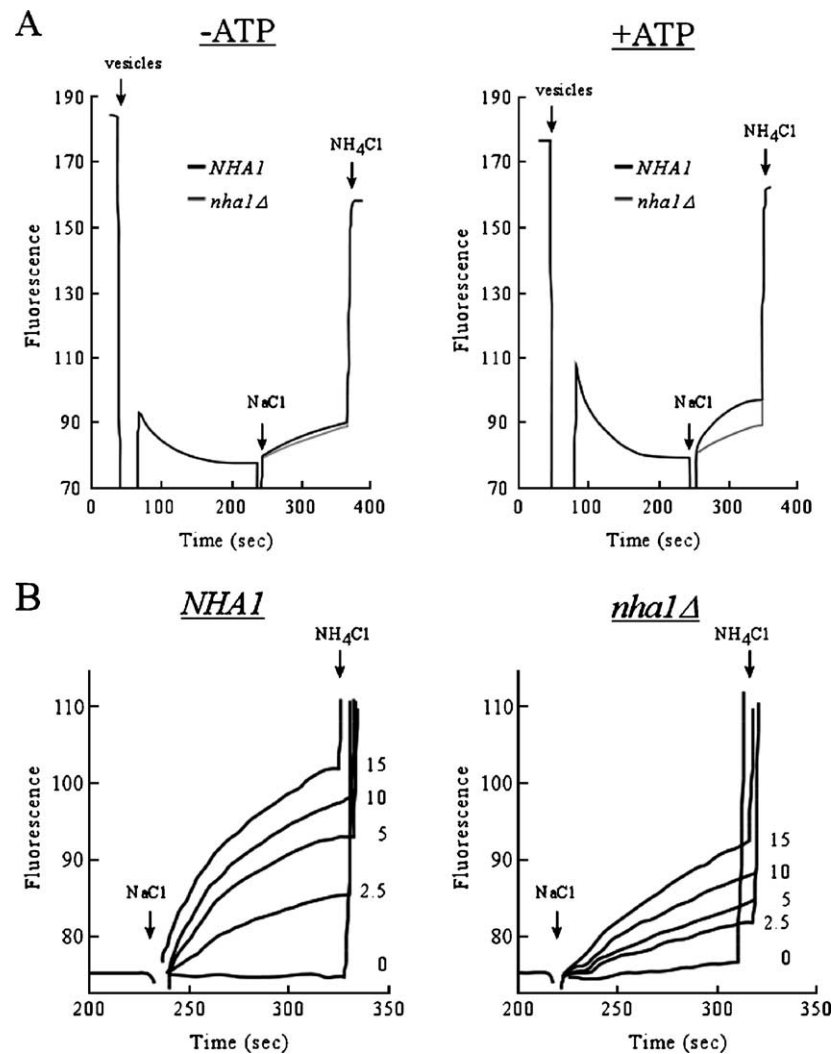 A
-ATP
+ATP
vesicles
190
170
150
130
110
90
70
NHA1
nha1Δ
NH4Cl
NaCl
0
100
200
300
400
Fluorescence
Time (sec)
vesicles
190
170
150
130
110
90
70
NHA1
nha1Δ
NH4Cl
NaCl
0
100
200
300
400
Fluorescence
Time (sec)
B
NHA1
nha1Δ
NH4Cl
110
100
90
80
NaCl
15
10
5
2.5
0
200
250
300
350
Fluorescence
Time (sec)
NH4Cl
110
100
90
80
NaCl
15
10
5
2.5
0
200
250
300
350
Fluorescence
Time (sec)